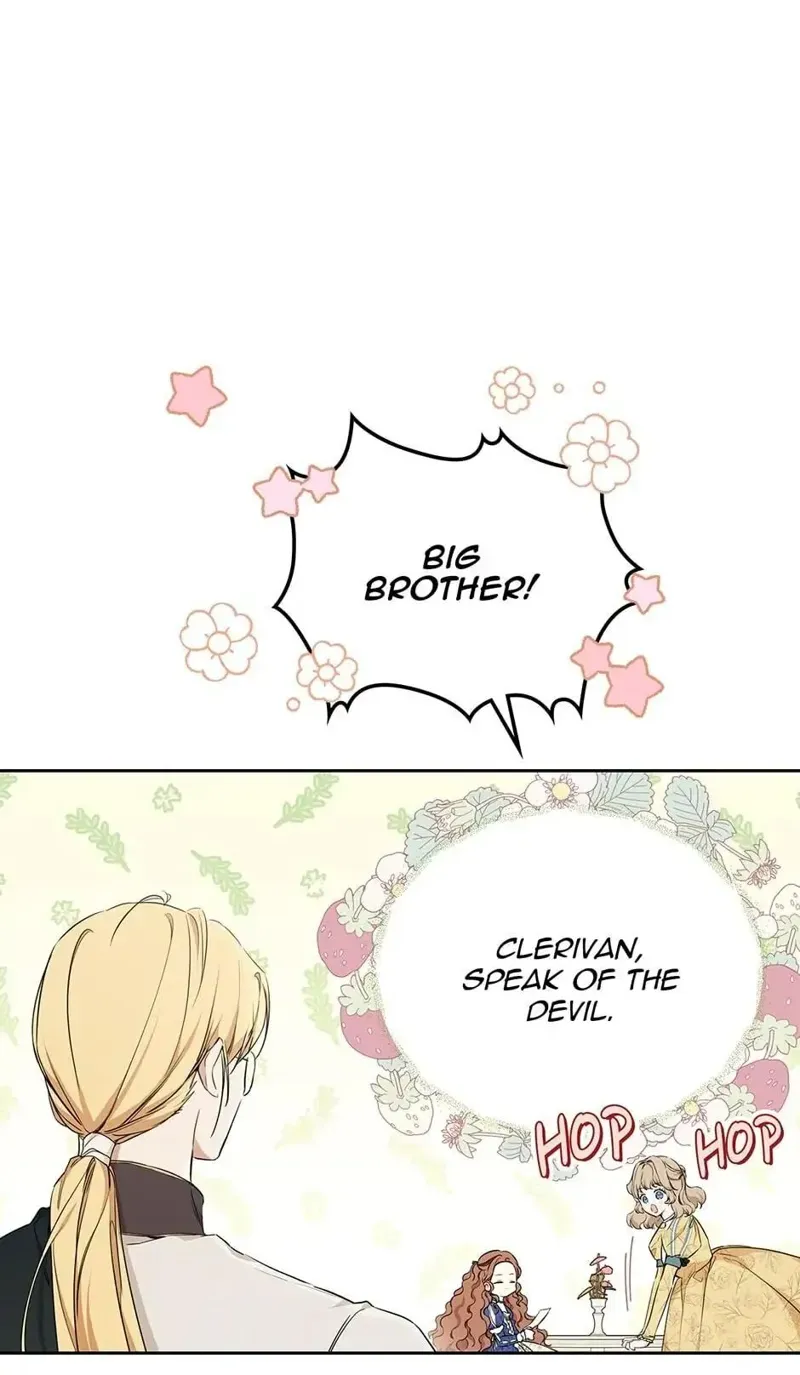 BIG
BROTHER!
CLERIVAN,
SPEAK OF THE
DEVIL.
HOP
HOP